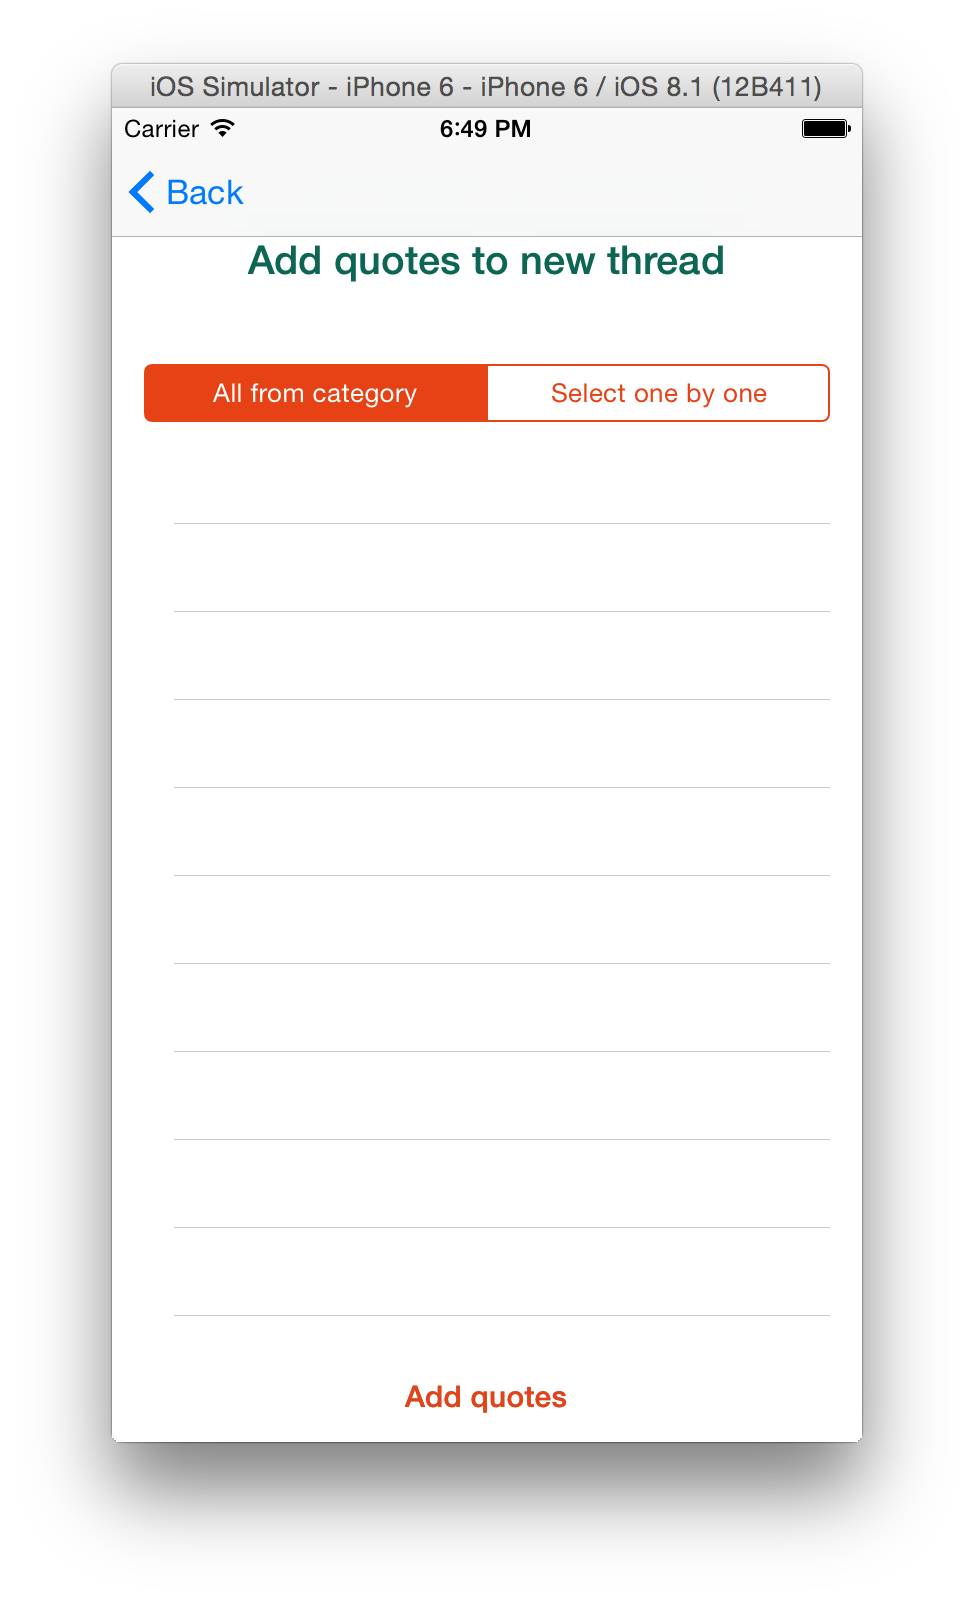 iOS Simulator - iPhone 6 - iPhone 6 / iOS 8.1 (12B411)
Carrier 6:49 PM
Back
Add quotes to new thread
All from category Select one by one
Add quotes